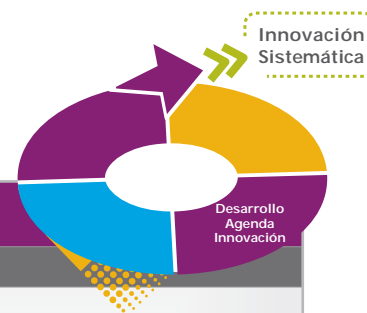 Innovación
Sistemática
Desarrollo
Agenda
Innovación